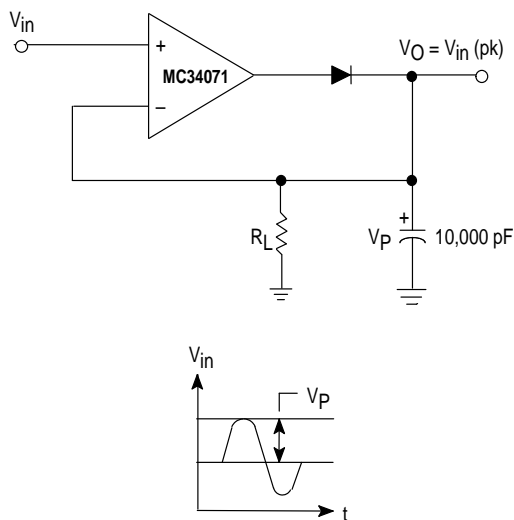 Vin
+
MC34071
−
VO = Vin (pk)
RL
+
VP
10,000 pF
Vin
VP
t